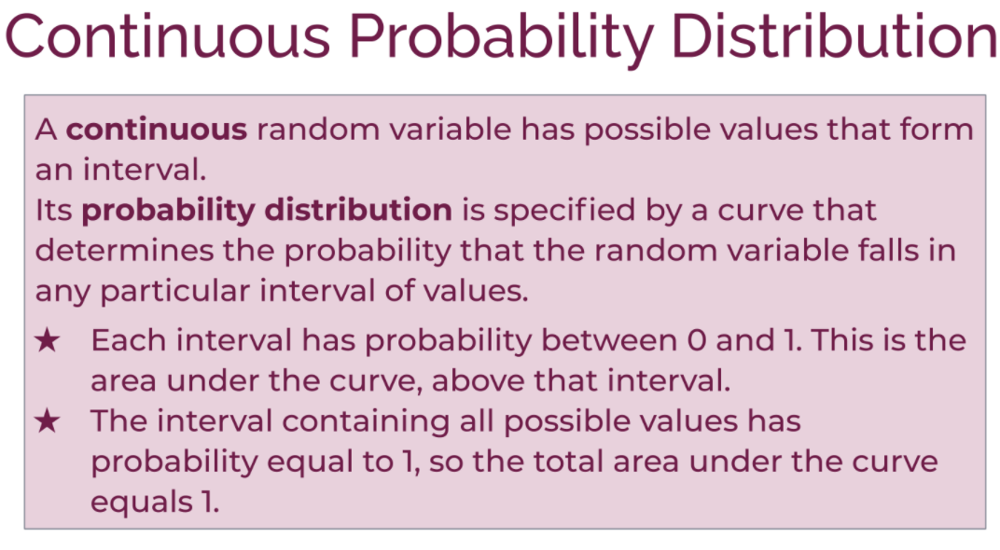 Continuous Probability Distribution
A continuous random variable has possible values that form
an interval.
Its probability distribution is specified by a curve that
determines the probability that the random variable falls in
any particular interval of values.
★ Each interval has probability between 0 and 1. This is the
area under the curve, above that interval.
★ The interval containing all possible values has
probability equal to 1, so the total area under the curve
equals 1.